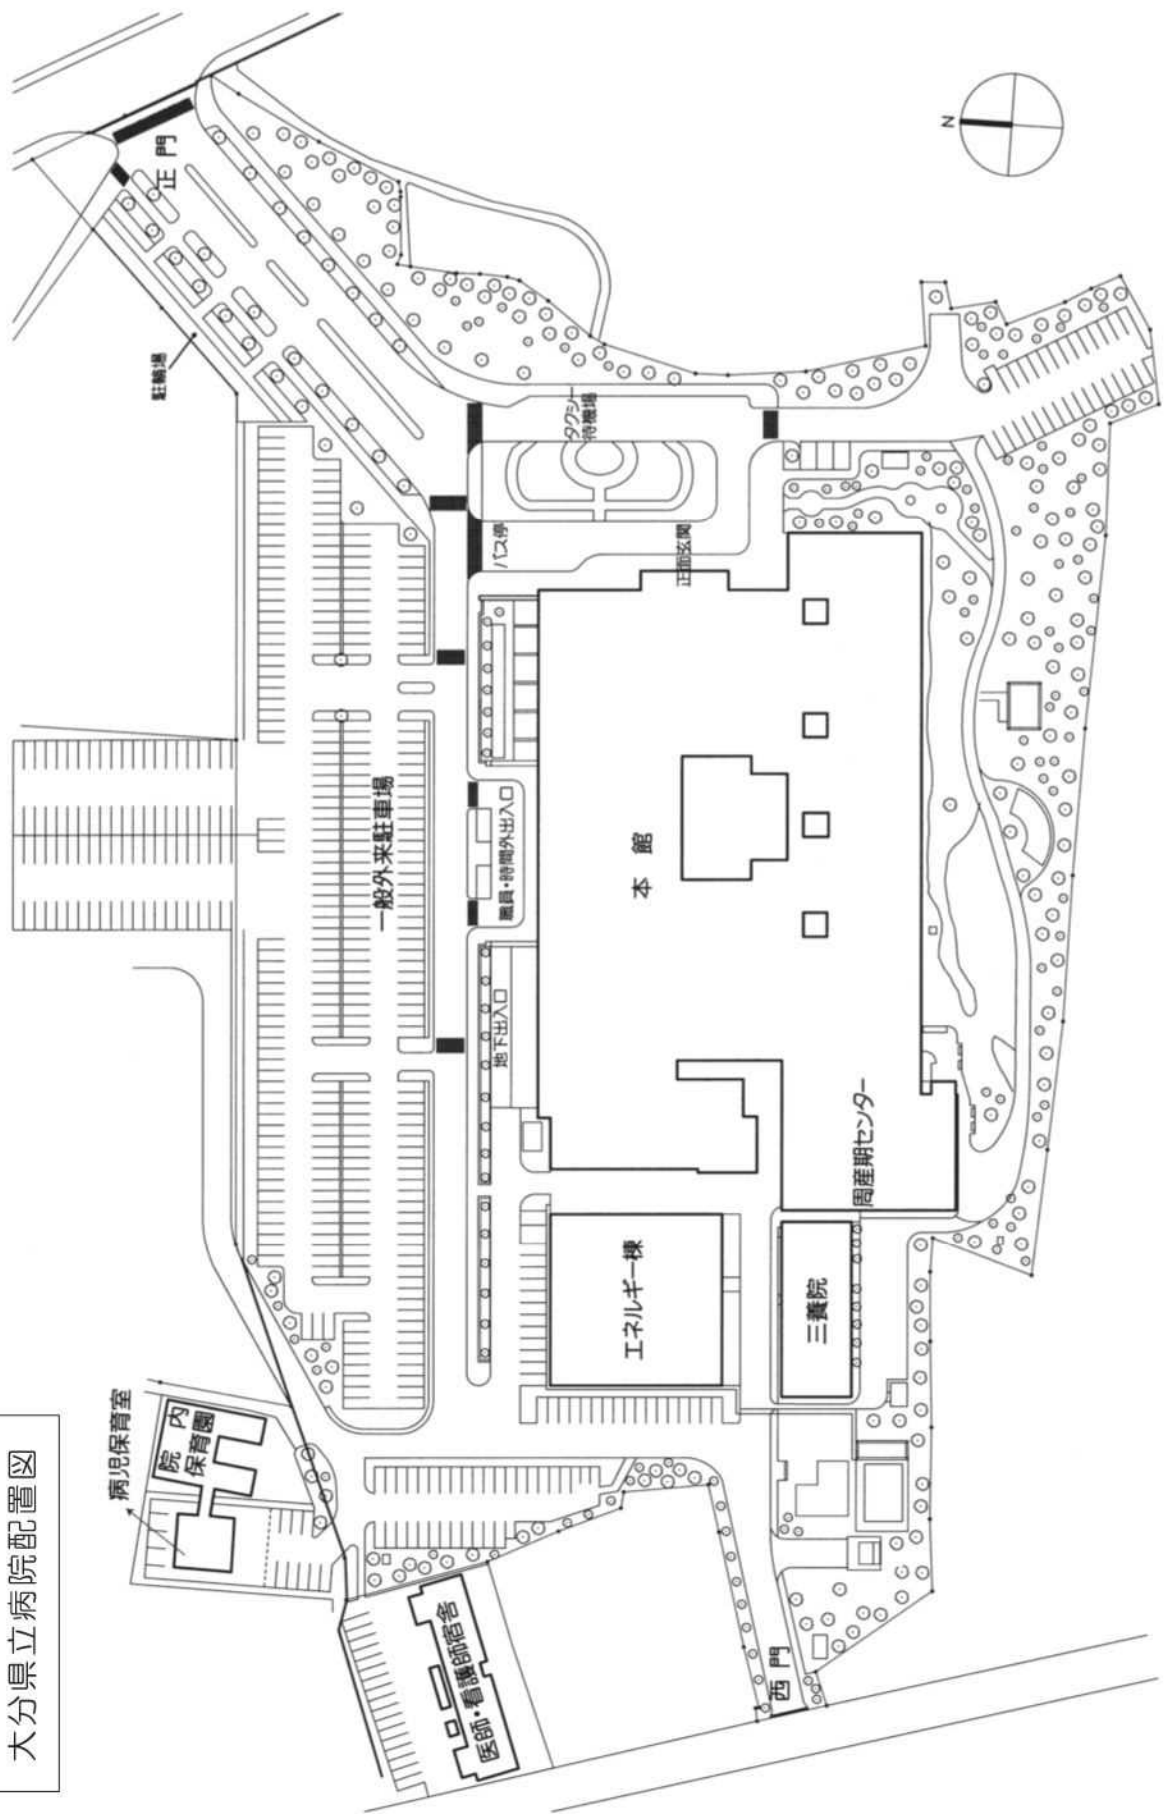 大分県立病院配置図
病児保育室
院内
保育園
医師・看護師宿舎
西門
一般外来駐車場
地下出入口
職員・時間外出入口
エネルギー棟
三養院
周産期センター
本館
正面玄関
バス停
タクシー
待機場
駐輪場
正門
N